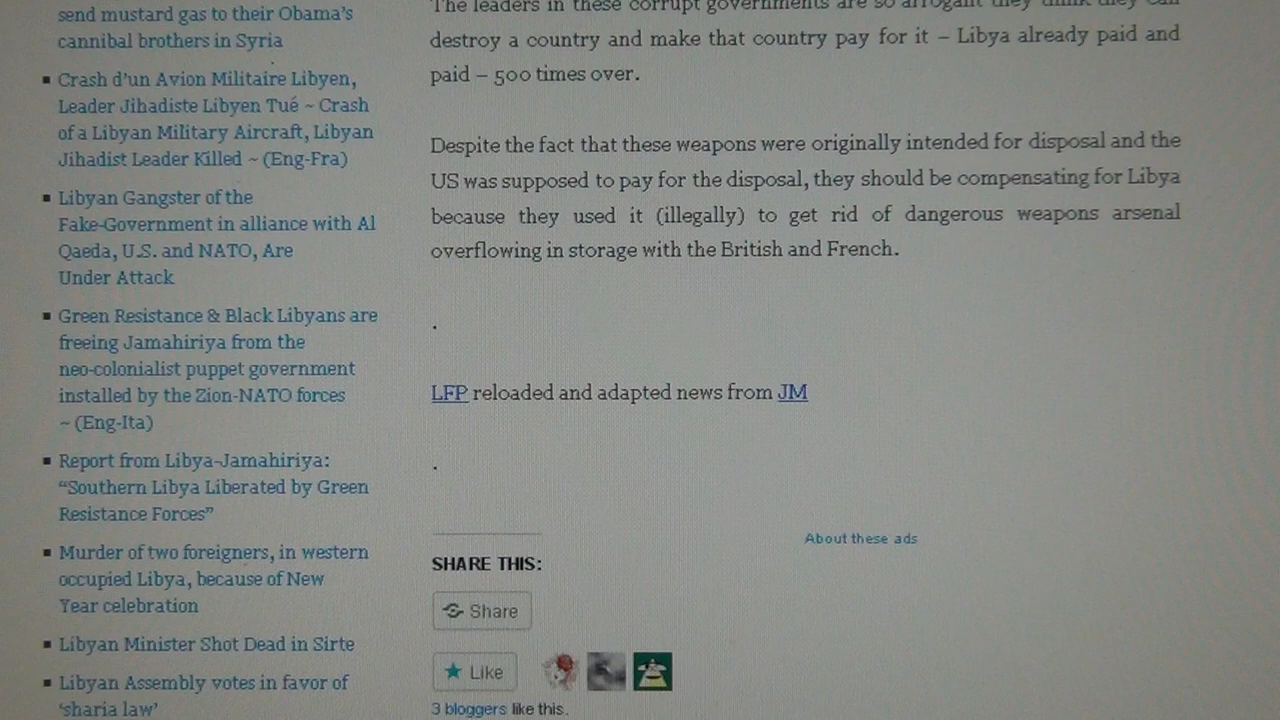 send mustard gas to their Obama's
cannibal brothers in Syria
Crash d'un Avion Militaire Libyen,
Leader Jihadiste Libyen Tué ~ Crash
of a Libyan Military Aircraft, Libyan
Jihadist Leader Killed ~ (Eng-Fra)
Libyan Gangster of the
Fake-Government in alliance with Al
Qaeda, U.S. and NATO, Are
Under Attack
Green Resistance & Black Libyans are
freeing Jamahiriya from the
neo-colonialist puppet government
installed by the Zion-NATO forces
~ (Eng-Ita)
Report from Libya-Jamahiriya:
“Southern Libya Liberated by Green
Resistance Forces”
Murder of two foreigners, in western
occupied Libya, because of New
Year celebration
Libyan Minister Shot Dead in Sirte
Libyan Assembly votes in favor of
‘sharia law’
The leaders in these corrupt governments are so arrogant they think they can
destroy a country and make that country pay for it – Libya already paid and
paid – 500 times over.
Despite the fact that these weapons were originally intended for disposal and the
US was supposed to pay for the disposal, they should be compensating for Libya
because they used it (illegally) to get rid of dangerous weapons arsenal
overflowing in storage with the British and French.
.
LFP reloaded and adapted news from JM
.
About these ads
SHARE THIS:
Share
Like
3 bloggers like this.